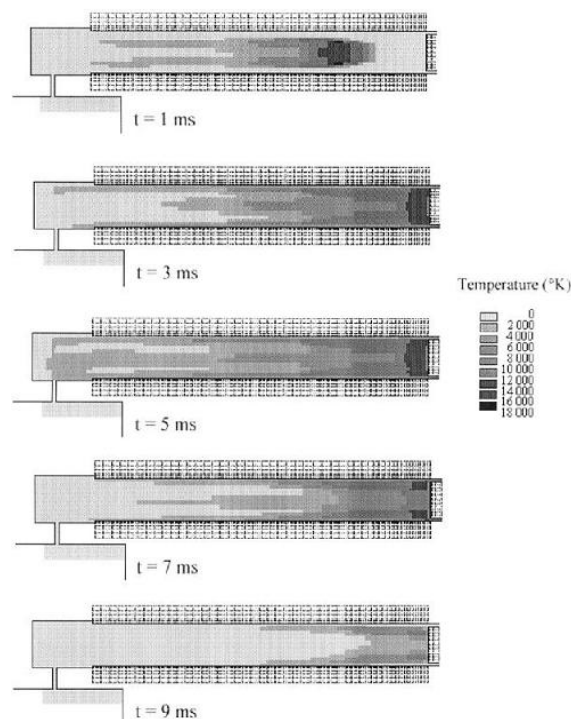 t = 1 ms
t = 3 ms
Temperature (°K)
0
2 000
4 000
6 000
8 000
10 000
12 000
14 000
16 000
18 000
t = 5 ms
t = 7 ms
t = 9 ms